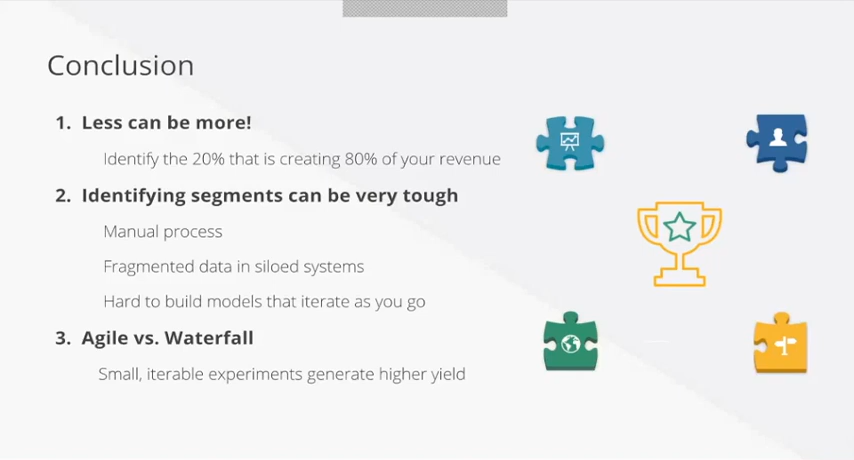 Conclusion
1. Less can be more!
Identify the 20% that is creating 80% of your revenue
2. Identifying segments can be very tough
Manual process
Fragmented data in siloed systems
Hard to build models that iterate as you go
3. Agile vs. Waterfall
Small, iterable experiments generate higher yield